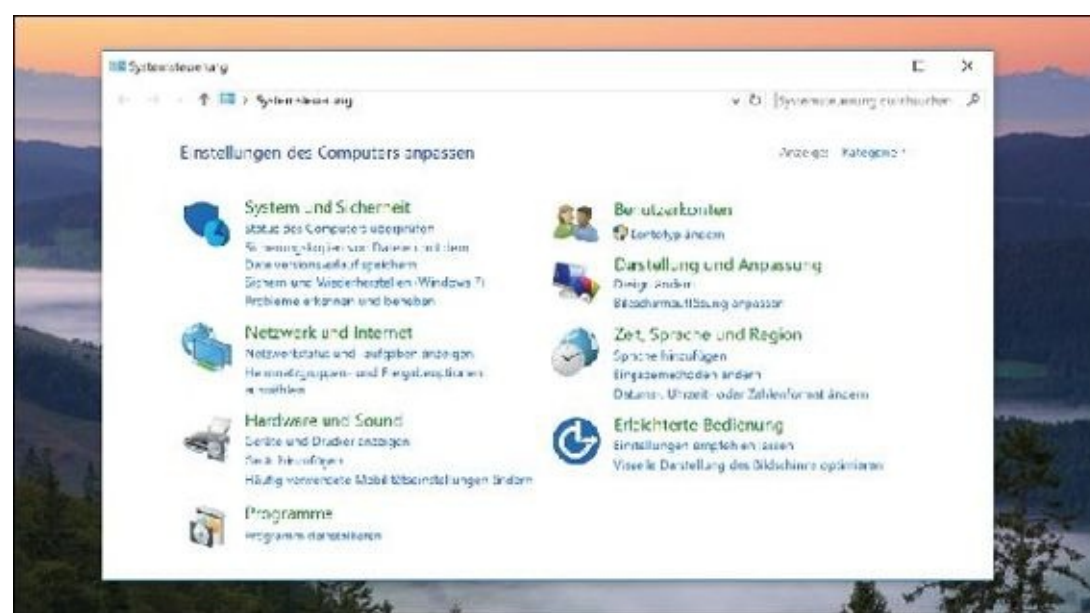 Systemsteuerung
Systemsteuerung
Systemsteuerung durchsuchen
Einstellungen des Computers anpassen
Anzeige: Kategorie
System und Sicherheit
Status des Computers überprüfen
Sicherungskopien von Dateien mit dem
Dateiversionsverlauf speichern
Sichern und Wiederherstellen (Windows 7)
Probleme erkennen und beheben
Netzwerk und Internet
Netzwerkstatus und -aufgaben anzeigen
Heimnetzgruppen- und Freigabeoptionen
auswählen
Hardware und Sound
Geräte und Drucker anzeigen
Gerät hinzufügen
Häufig verwendete Mobilitätseinstellungen ändern
Programme
Programm deinstallieren
Benutzerkonten
Kontotyp ändern
Darstellung und Anpassung
Design ändern
Bildschirmauflösung anpassen
Zeit, Sprache und Region
Sprache hinzufügen
Eingabemethoden ändern
Datums-, Uhrzeit- oder Zahlenformat ändern
Erleichterte Bedienung
Einstellungen empfehlen lassen
Visuelle Darstellung des Bildschirms optimieren